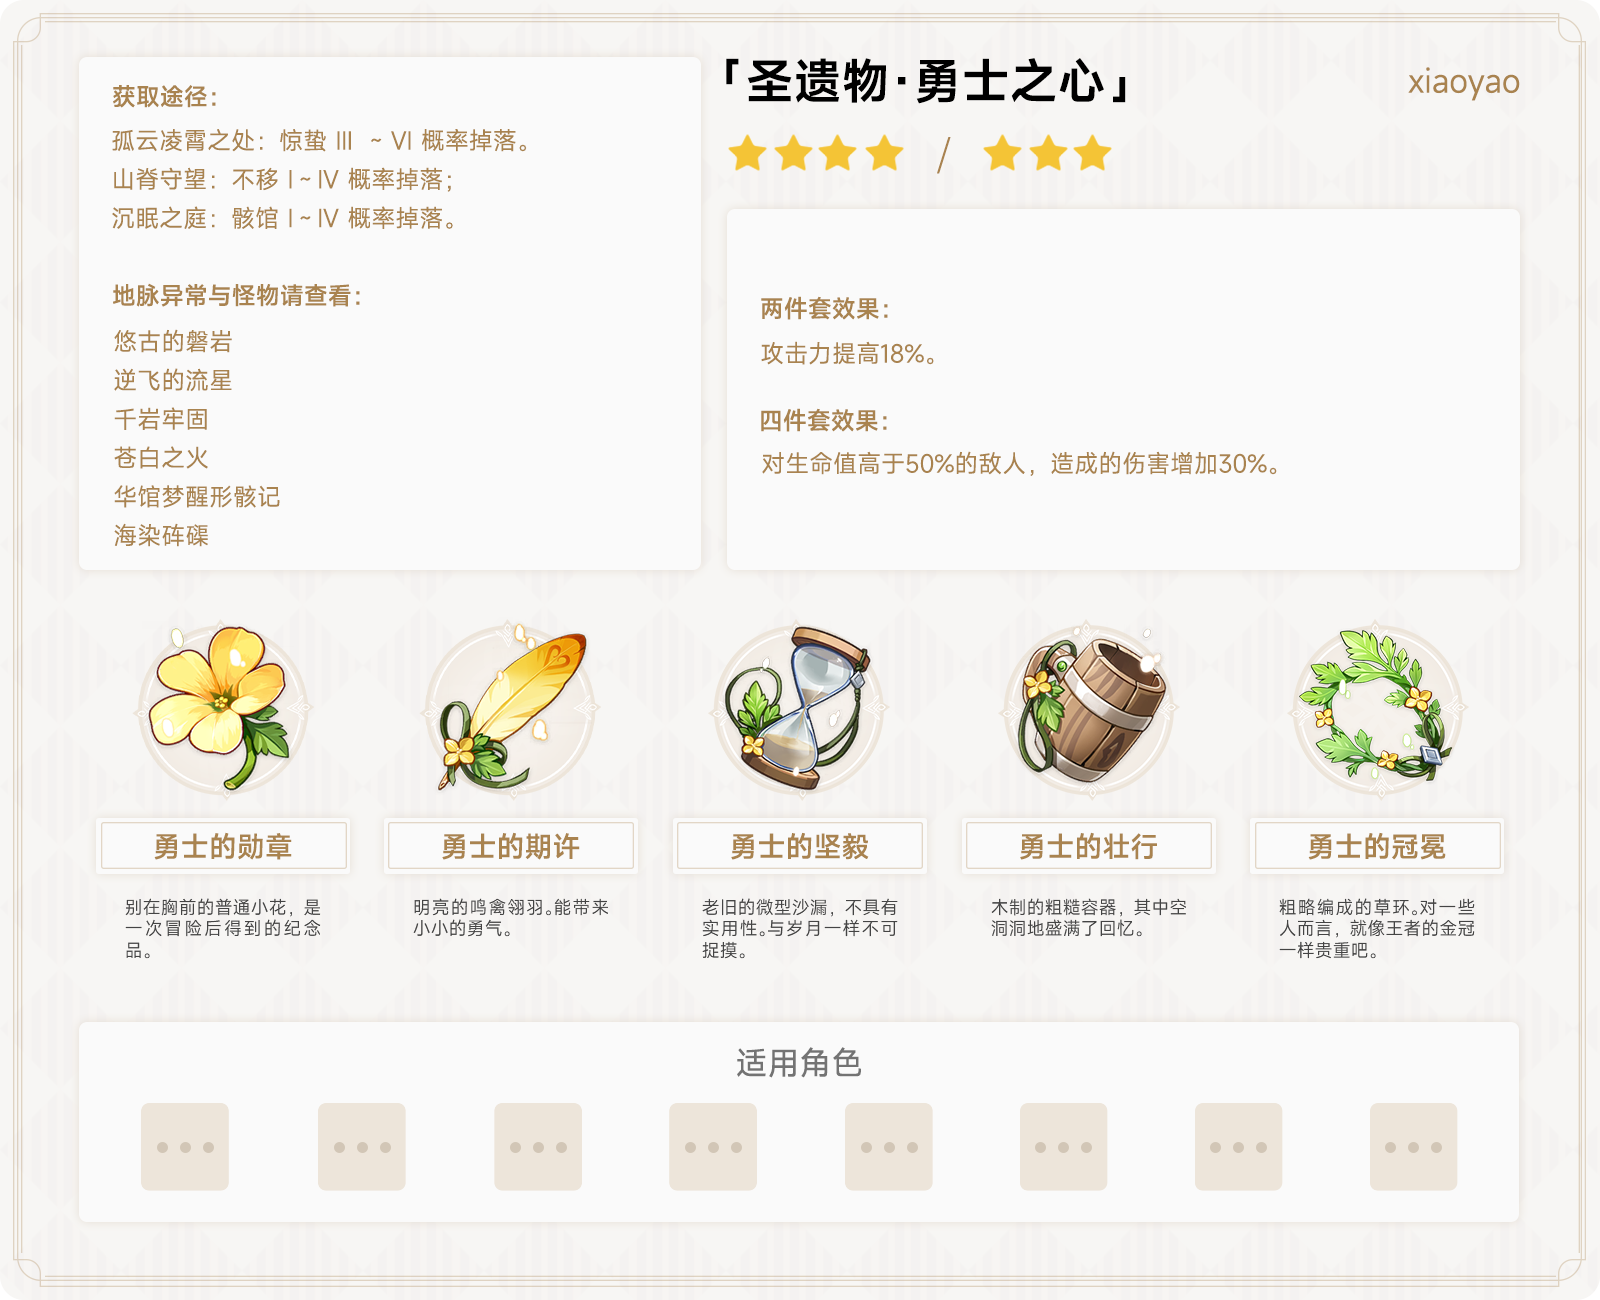 获取途径：
孤云凌霄之处：惊蛰 III ~ VI 概率掉落。
山脊守望：不移 I ~ IV 概率掉落；
沉眠之庭：骸馆 I ~ IV 概率掉落。
地脉异常与怪物请查看：
悠古的磐岩
逆飞的流星
千岩牢固
苍白之火
华馆梦醒形骸记
海染砗磲
「圣遗物·勇士之心」
xiaoyao
/
两件套效果：
攻击力提高18%。
四件套效果：
对生命值高于50%的敌人，造成的伤害增加30%。
勇士的勋章
别在胸前的普通小花，是
一次冒险后得到的纪念
品。
勇士的期许
明亮的鸣禽翎羽。能带来
小小的勇气。
勇士的坚毅
老旧的微型沙漏，不具有
实用性。与岁月一样不可
捉摸。
勇士的壮行
木制的粗糙容器，其中空
洞洞地盛满了回忆。
勇士的冠冕
粗略编成的草环。对一些
人而言，就像王者的金冠
一样贵重吧。
适用角色